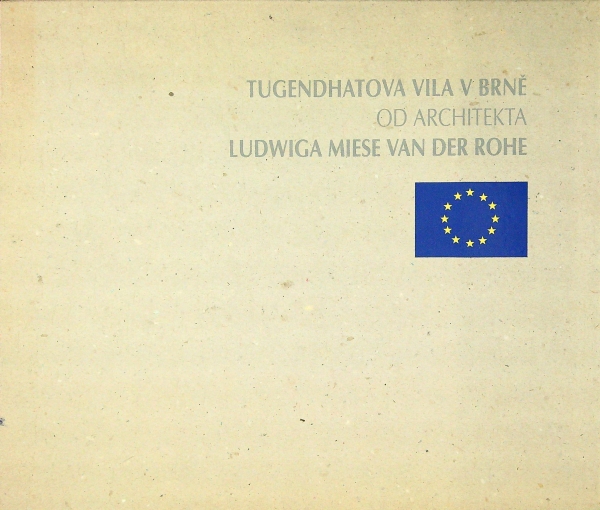 TUGENDHATOVA VILA V BRNĚ
OD ARCHITEKTA
LUDWIGA MIESE VAN DER ROHE